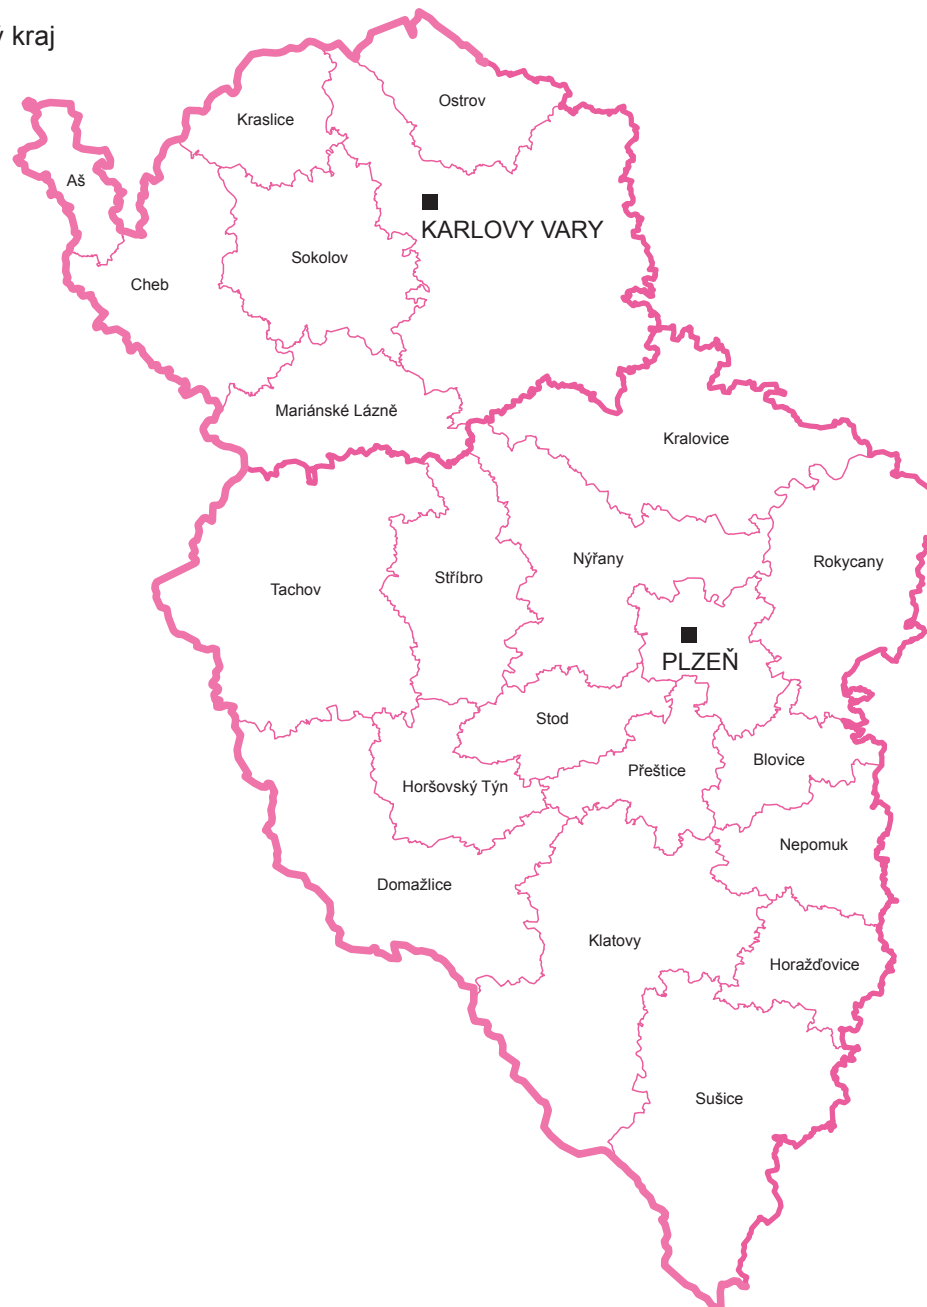 ý kraj
Ostrov
Kraslice
Aš
KARLOVY VARY
Sokolov
Cheb
Mariánské Lázně
Kralovice
Nýřany
Rokycany
Stříbro
Tachov
PLZEŇ
Stod
Blovice
Přeštice
Horšovský Týn
Nepomuk
Domažlice
Klatovy
Horažďovice
Sušice